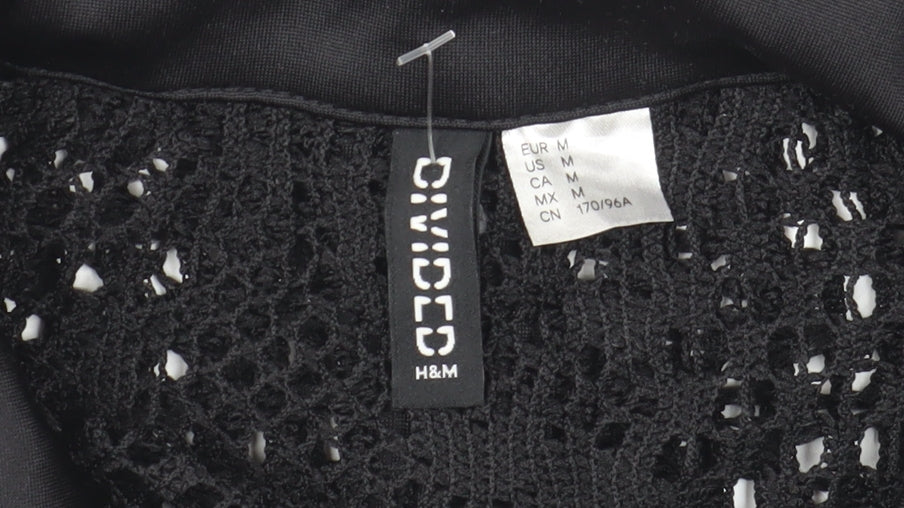 DIVIDED
H&M
EUR M
US M
CA M
MX M
CN 170/96A